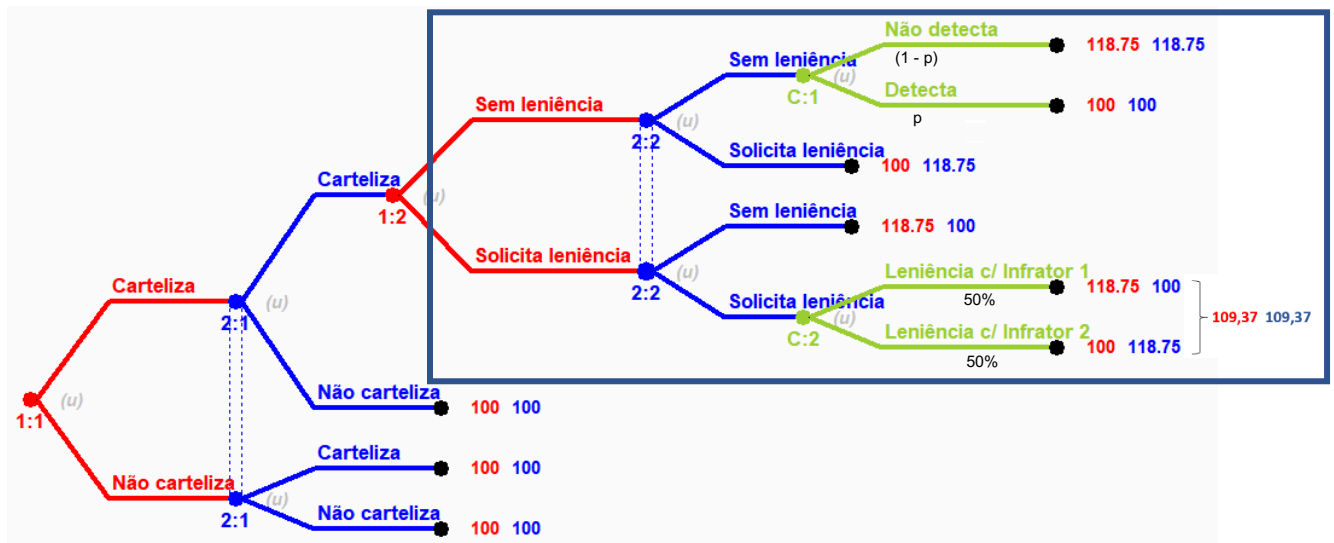 Não detecta
118.75 118.75
(1 - p)
Sem leniência
(u)
C:1
Detecta
100 100
p
Sem leniência
(u)
2:2
Solicita leniência
100 118.75
Carteliza
(u)
1:2
Sem leniência
118.75 100
Solicita leniência
(u)
2:2
Leniência c/ Infrator 1
118.75 100
50%
Solicita leniência
(u)
C:2
109,37 109,37
Leniência c/ Infrator 2
100 118.75
50%
Carteliza
(u)
2:1
Não carteliza
100 100
(u)
1:1
Carteliza
100 100
Não carteliza
(u)
2:1
Não carteliza
100 100